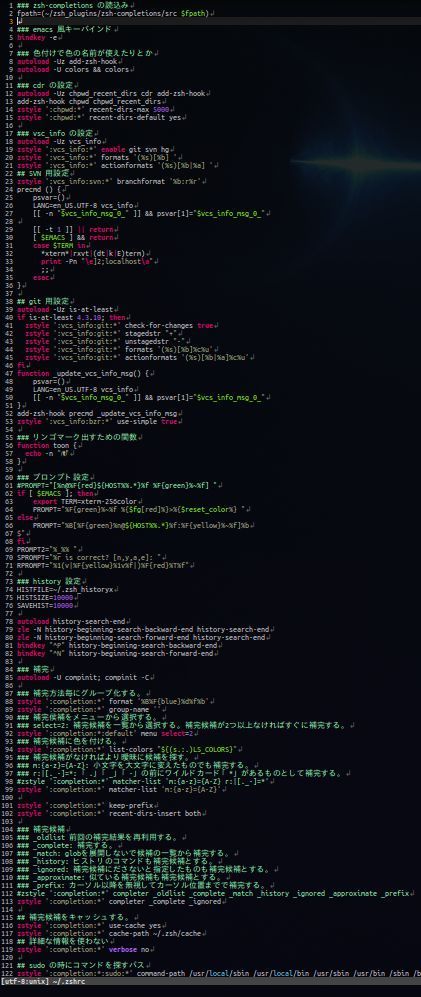 1 ### zsh-completions の読込み
2 fpath=(~/zsh_plugins/zsh-completions/src $fpath)
3
4 ### emacs 風キーバインド
5 bindkey -e
6
7 ### 色付けで色の名前が使えたりとか
8 autoload -Uz add-zsh-hook
9 autoload -U colors && colors
10
11 ### cdr の設定
12 autoload -Uz chpwd_recent_dirs cdr add-zsh-hook
13 add-zsh-hook chpwd chpwd_recent_dirs
14 zstyle ':chpwd:*' recent-dirs-max 5000
15 zstyle ':chpwd:*' recent-dirs-default yes
16
17 ### vsc_info の設定
18 autoload -Uz vcs_info
19 zstyle ':vcs_info:*' enable git svn hg
20 zstyle ':vcs_info:*' formats '(%s)[%b] '
21 zstyle ':vcs_info:*' actionformats '(%s)[%b|%a] '
22 ## SVN 用設定
23 zstyle ':vcs_info:svn:*' branchformat '%b:r%r'
24 precmd () {
25 psvar=()
26 LANG=en_US.UTF-8 vcs_info
27 [[ -n "$vcs_info_msg_0_" ]] && psvar[1]="$vcs_info_msg_0_"
28
29 [[ -t 1 ]] || return
30 [ $EMACS ] && return
31 case $TERM in
32 *xterm*|rxvt|(dt|k|E)term)
33 print -Pn "\e]2;localhost\a"
34 ;;
35 esac
36 }
37
38 ## git 用設定
39 autoload -Uz is-at-least
40 if is-at-least 4.3.10; then
41 zstyle ':vcs_info:git:*' check-for-changes true
42 zstyle ':vcs_info:git:*' stagedstr "+"
43 zstyle ':vcs_info:git:*' unstagedstr "-"
44 zstyle ':vcs_info:git:*' formats '(%s)[%b]%c%u'
45 zstyle ':vcs_info:git:*' actionformats '(%s)[%b|%a]%c%u'
46 fi
47 function _update_vcs_info_msg() {
48 psvar=()
49 LANG=en_US.UTF-8 vcs_info
50 [[ -n "$vcs_info_msg_0_" ]] && psvar[1]="$vcs_info_msg_0_"
51 }
52 add-zsh-hook precmd _update_vcs_info_msg
53 zstyle ':vcs_info:bzr:*' use-simple true
54
55 ### リンゴマーク出すための関数
56 function toon {
57 echo -n ""
58 }
59
60 ### プロンプト設定
61 #PROMPT="[%n@%F{red}${HOST%%.*}%f %F{green}%~%f] "
62 if [ $EMACS ]; then
63 export TERM=xterm-256color
64 PROMPT="%F{green}%~%f %{$fg[red]%}>%{$reset_color%} "
65 else
66 PROMPT="%B[%F{green}%n@${HOST%%.*}%f:%F{yellow}%~%f]%b
67 $"
68 fi
69 PROMPT2="%_%% "
70 SPROMPT="%r is correct? [n,y,a,e]: "
71 RPROMPT="%1(v|%F{yellow}%1v%f|)%F{red}%T%f"
72
73 ### history 設定
74 HISTFILE=~/.zsh_historyx
75 HISTSIZE=10000
76 SAVEHIST=10000
77
78 autoload history-search-end
79 zle -N history-beginning-search-backward-end history-search-end
80 zle -N history-beginning-search-forward-end history-search-end
81 bindkey "^P" history-beginning-search-backward-end
82 bindkey "^N" history-beginning-search-forward-end
83
84 ### 補完
85 autoload -U compinit; compinit -C
86
87 ### 補完方法毎にグループ化する。
88 zstyle ':completion:*' format '%B%F{blue}%d%f%b'
89 zstyle ':completion:*' group-name ''
90 ### 補完侯補をメニューから選択する。
91 ### select=2: 補完候補を一覧から選択する。補完候補が2つ以上なければすぐに補完する。
92 zstyle ':completion:*:default' menu select=2
93 ### 補完候補に色を付ける。
94 zstyle ':completion:*' list-colors "${(s.:.)LS_COLORS}"
95 ### 補完候補がなければより曖昧に候補を探す。
96 ### m:{a-z}={A-Z}: 小文字を大文字に変えたものでも補完する。
97 ### r:|[._-]=*: 「.」「_」「-」の前にワイルドカード「*」があるものとして補完する。
98 #zstyle ':completion:*' matcher-list 'm:{a-z}={A-Z} r:|[._-]=*'
99 zstyle ':completion:*' matcher-list 'm:{a-z}={A-Z}'
100
101 zstyle ':completion:*' keep-prefix
102 zstyle ':completion:*' recent-dirs-insert both
103
104 ### 補完候補
105 ### _oldlist 前回の補完結果を再利用する。
106 ### _complete: 補完する。
107 ### _match: globを展開しないで候補の一覧から補完する。
108 ### _history: ヒストリのコマンドも補完候補とする。
109 ### _ignored: 補完候補にださないと指定したものも補完候補とする。
110 ### _approximate: 似ている補完候補も補完候補とする。
111 ### _prefix: カーソル以降を無視してカーソル位置までで補完する。
112 #zstyle ':completion:*' completer _oldlist _complete _match _history _ignored _approximate _prefix
113 zstyle ':completion:*' completer _complete _ignored
114
115 ## 補完候補をキャッシュする。
116 zstyle ':completion:*' use-cache yes
117 zstyle ':completion:*' cache-path ~/.zsh/cache
118 ## 詳細な情報を使わない
119 zstyle ':completion:*' verbose no
120
121 ## sudo の時にコマンドを探すパス
122 zstyle ':completion:*:sudo:*' command-path /usr/local/sbin /usr/local/bin /usr/sbin /usr/bin /sbin /b
[utf-8:unix] ~/.zshrc